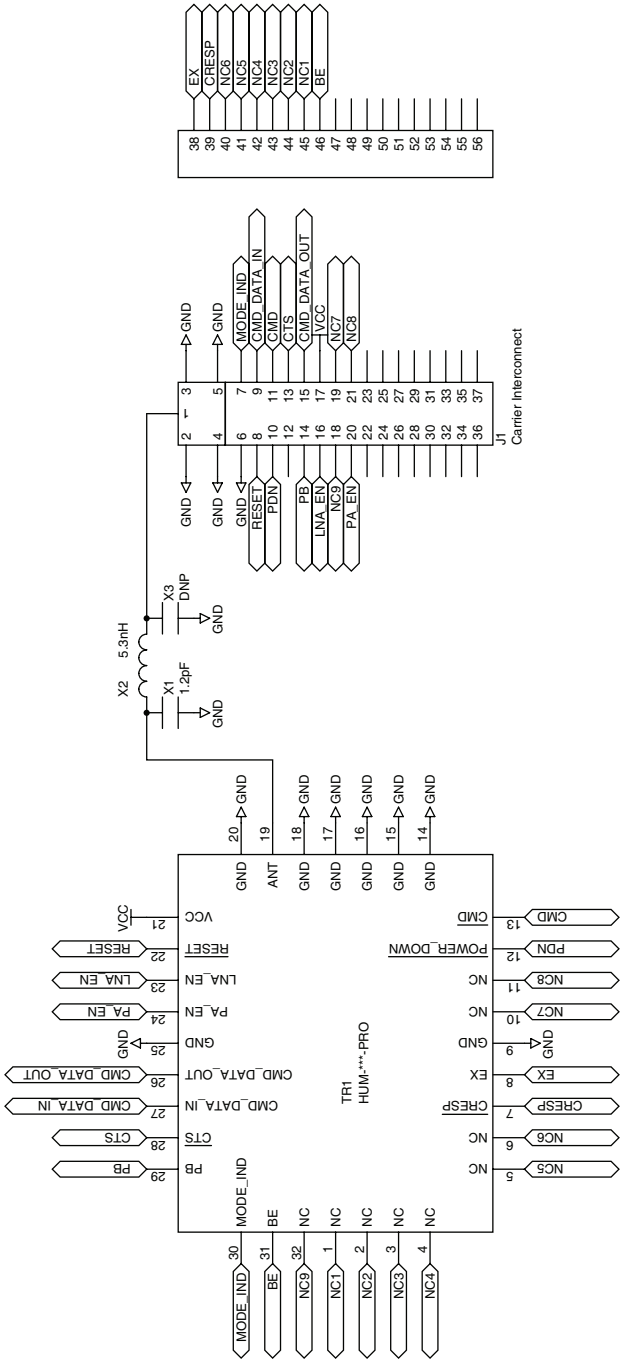 38 EX
39 CRESP
40 NC6
41 NC5
42 NC4
43 NC3
44 NC2
45 NC1
46 BE
47
48
49
50
51
52
53
54
55
56
GND 2
3 GND
1
GND 4
5 GND
GND 6
7 MODE_IND
RESET 8
9 CMD_DATA_IN
PDN 10
11 CMD
12
13 CTS
PB 14
15 CMD_DATA_OUT
LNA_EN 16
17 VCC
NC9 18
19 NC7
PA_EN 20
21 NC8
22
23
24
25
26
27
28
29
30
31
32
33
34
35
36
37
J1
Carrier Interconnect
X2
5.3nH
X1
1.2pF
GND
X3
DNP
GND
TR1
HUM-***-PRO
20 GND GND
19 ANT
18 GND GND
17 GND GND
16 GND GND
15 GND GND
14 GND GND
VCC 21 VCC
RESET 22 RESET
LNA_EN 23 LNA_EN
PA_EN 24 PA_EN
GND 25 GND
CMD_DATA_OUT 26 CMD_DATA_OUT
CMD_DATA_IN 27 CMD_DATA_IN
CTS 28 CTS
PB 29 PB
MODE_IND 30 MODE_IND
BE 31 BE
NC9 32 NC
NC1 1 NC
NC2 2 NC
NC3 3 NC
NC4 4 NC
NC 5 NC5
NC 6 NC6
CRESP 7 CRESP
EX 8 EX
GND 9 GND
NC 10 NC7
NC 11 NC8
POWER_DOWN 12 PDN
CMD 13 CMD